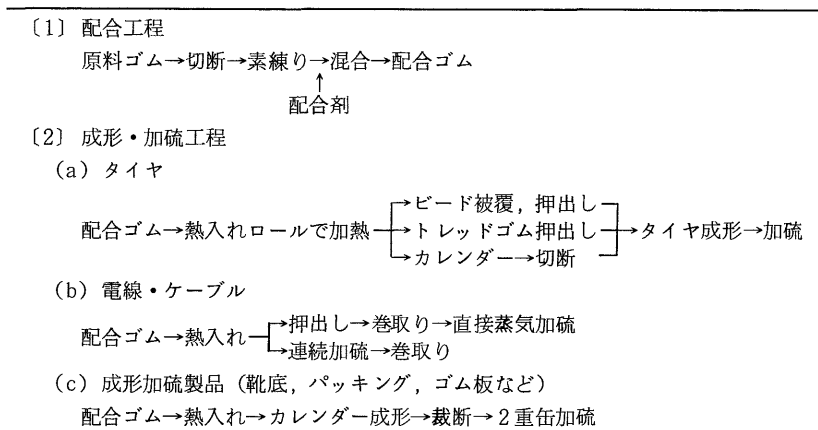 〔1〕配合工程
原料ゴム→切断→素練り→混合→配合ゴム
↑
配合剤
〔2〕成形・加硫工程
(a) タイヤ
→ビード被覆,押出し
配合ゴム→熱入れロールで加熱→トレッドゴム押出し→タイヤ成形→加硫
→カレンダー→切断
(b) 電線・ケーブル
→押出し→巻取り→直接蒸気加硫
配合ゴム→熱入れ
→連続加硫→巻取り
(c) 成形加硫製品(靴底,パッキング,ゴム板など)
配合ゴム→熱入れ→カレンダー成形→裁断→2重缶加硫